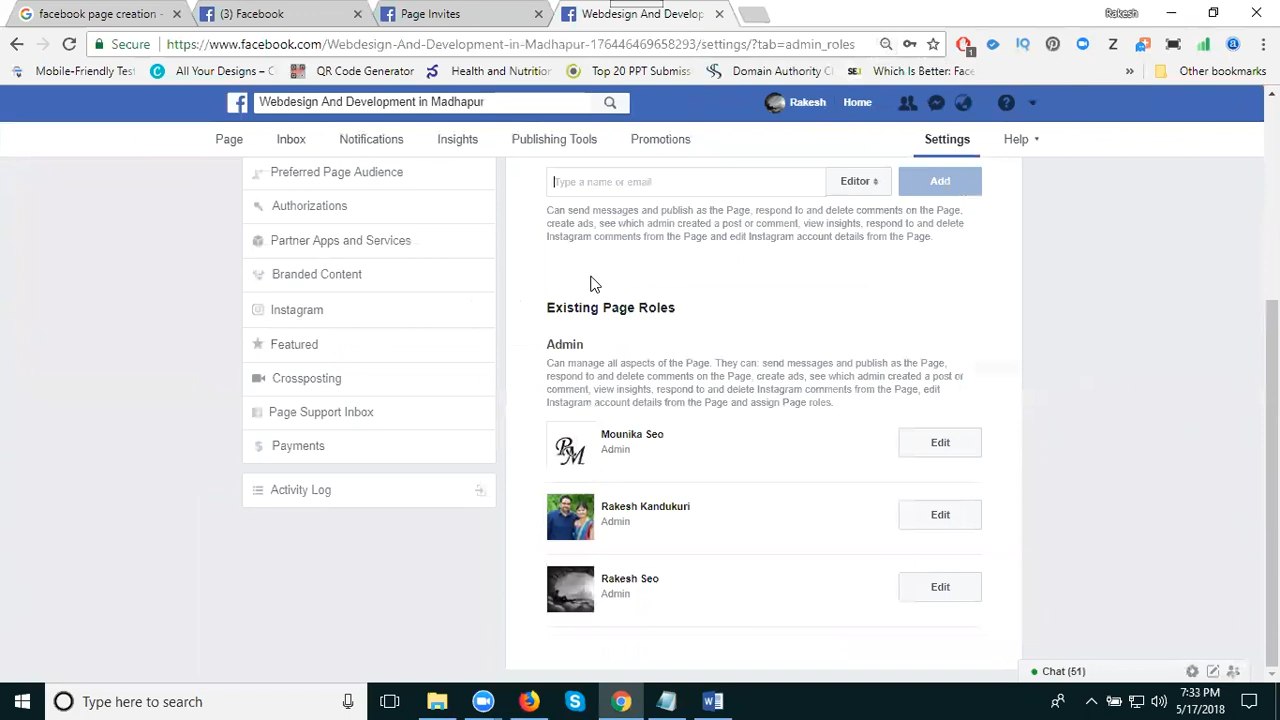 facebook page creation -
(3) Facebook
Page Invites
Webdesign And Develop
Rakesh
Secure https://www.facebook.com/Webdesign-And-Development-in-Madhapur-176446469658293/settings/?tab=admin_roles
Mobile-Friendly Test
All Your Designs – C
QR Code Generator
Health and Nutrition
Top 20 PPT Submiss
Domain Authority C
Which Is Better: Face
Other bookmarks
Webdesign And Development in Madhapur
Rakesh Home
Page Inbox Notifications Insights Publishing Tools Promotions Settings Help
Preferred Page Audience
Authorizations
Partner Apps and Services
Branded Content
Instagram
Featured
Crossposting
Page Support Inbox
Payments
Activity Log
Type a name or email Editor Add
Can send messages and publish as the Page, respond to and delete comments on the Page,
create ads, see which admin created a post or comment, view insights, respond to and delete
Instagram comments from the Page and edit Instagram account details from the Page.
Existing Page Roles
Admin
Can manage all aspects of the Page. They can: send messages and publish as the Page,
respond to and delete comments on the Page, create ads, see which admin created a post or
comment, view insights, respond to and delete Instagram comments from the Page, edit
Instagram account details from the Page and assign Page roles.
Mounika Seo
Admin
Edit
Rakesh Kandukuri
Admin
Edit
Rakesh Seo
Admin
Edit
Chat (51)
Type here to search
7:33 PM
5/17/2018